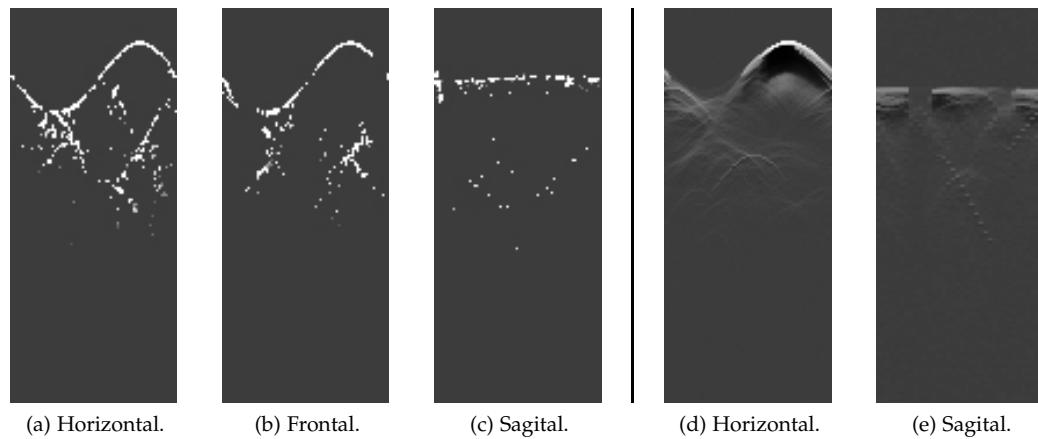 (a) Horizontal.
(b) Frontal.
(c) Sagital.
(d) Horizontal.
(e) Sagital.